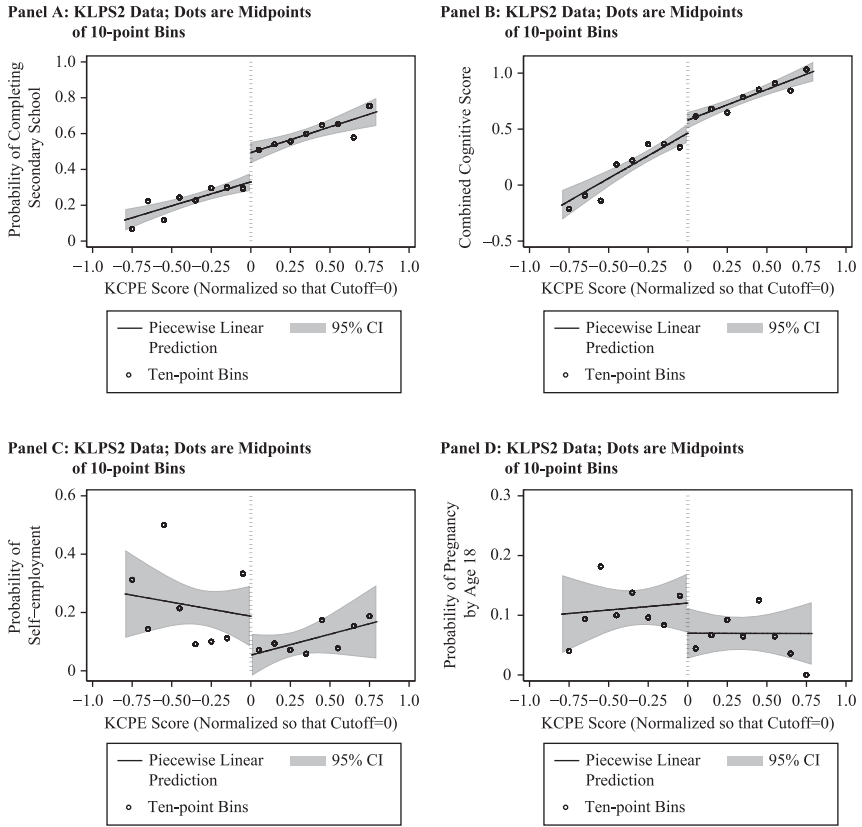 Panel A: KLPS2 Data; Dots are Midpoints
of 10-point Bins
Probability of Completing
Secondary School
1.0
0.8
0.6
0.4
0.2
0
−1.0 −0.75 −0.50 −0.25 0 0.25 0.50 0.75 1.0
KCPE Score (Normalized so that Cutoff=0)
Piecewise Linear
Prediction
95% CI
Ten-point Bins
Panel B: KLPS2 Data; Dots are Midpoints
of 10-point Bins
Combined Cognitive Score
1.0
0.5
0
−0.5
−1.0 −0.75 −0.50 −0.25 0 0.25 0.50 0.75 1.0
KCPE Score (Normalized so that Cutoff=0)
Piecewise Linear
Prediction
95% CI
Ten-point Bins
Panel C: KLPS2 Data; Dots are Midpoints
of 10-point Bins
Probability of
Self−employment
0.6
0.4
0.2
0
−1.0 −0.75 −0.50 −0.25 0 0.25 0.50 0.75 1.0
KCPE Score (Normalized so that Cutoff=0)
Piecewise Linear
Prediction
95% CI
Ten-point Bins
Panel D: KLPS2 Data; Dots are Midpoints
of 10-point Bins
Probability of Pregnancy
by Age 18
0.3
0.2
0.1
0
−1.0 −0.75 −0.50 −0.25 0 0.25 0.50 0.75 1.0
KCPE Score (Normalized so that Cutoff=0)
Piecewise Linear
Prediction
95% CI
Ten-point Bins